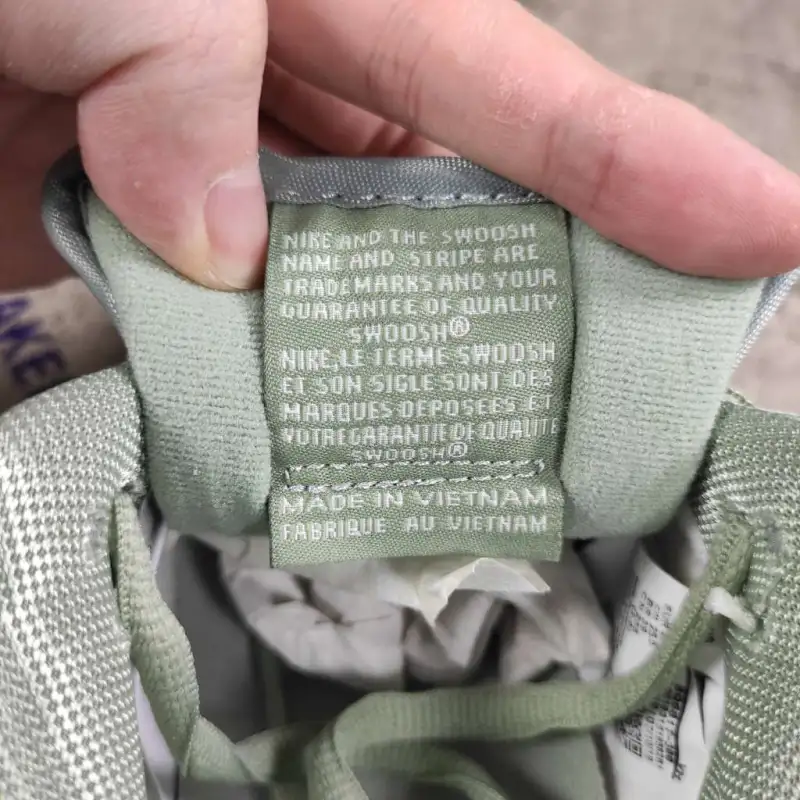 NIKE AND THE SWOOSH
NAME AND STRIPE ARE
TRADEMARKS AND YOUR
GUARANTEE OF QUALITY
SWOOSH®
NIKE, LE TERME SWOOSH
ET SON SIGLE SONT DES
MARQUES DEPOSEES ET
VOTRE GARANTIE DE QUALITE
SWOOSH®
MADE IN VIETNAM
FABRIQUE AU VIETNAM